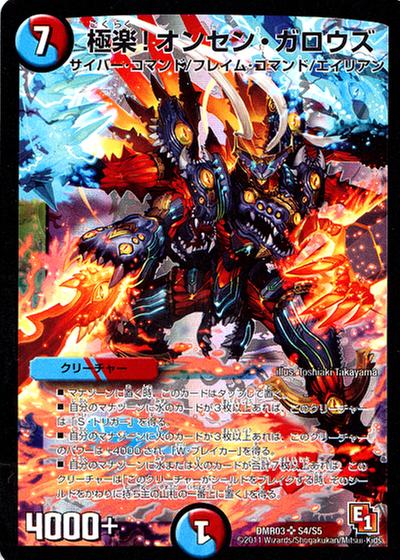 7
ごくらく
極楽!オンセン・ガロウズ
サイバー・コマンド/フレイム・コマンド/エイリアン
illus.Toshiaki Takayama
クリーチャー
■ マナゾーンに置く時、このカードはタップして置く。
■ 自分のマナゾーンに水のカードが3枚以上あれば、このクリーチャー
は「S・トリガー」を得る。
■ 自分のマナゾーンに火のカードが3枚以上あれば、このクリーチャー
のパワーは+4000され、「W・ブレイカー」を得る。
■ 自分のマナゾーンに水または火のカードが合計7枚以上あれば、この
クリーチャーは「このクリーチャーがシールドをブレイクする時、そのシー
ルドをかわりに持ち主の山札の一番上に置く」を得る。
4000+
1
DMR03 S4/S5
©2011 Wizards/Shogakukan/Mitsui-Kids
E1